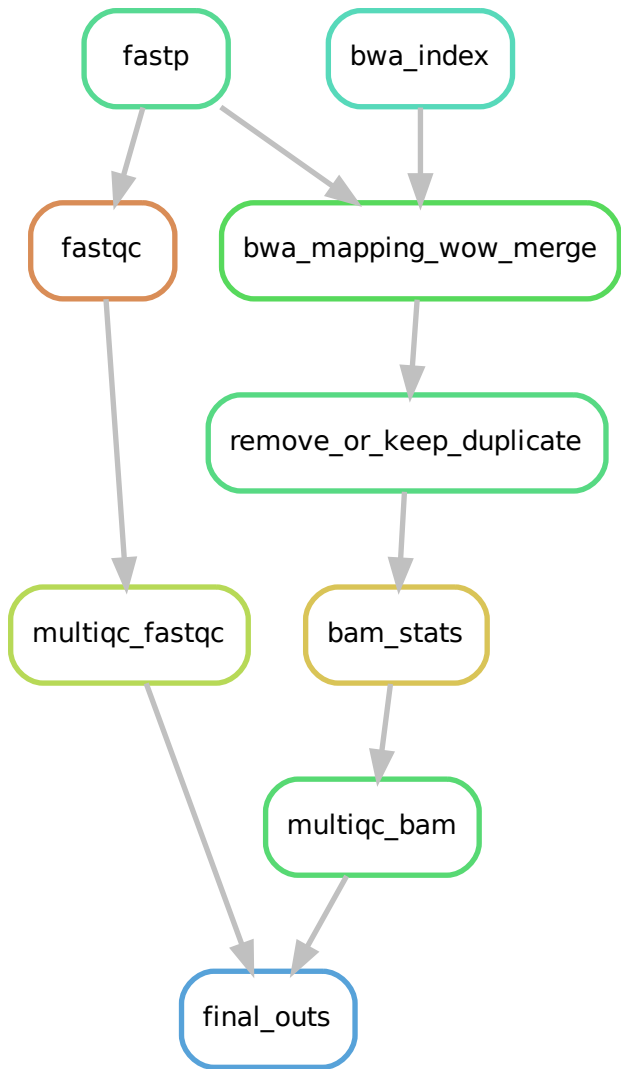 fastp
bwa_index
fastqc
bwa_mapping_wow_merge
remove_or_keep_duplicate
multiqc_fastqc
bam_stats
multiqc_bam
final_outs